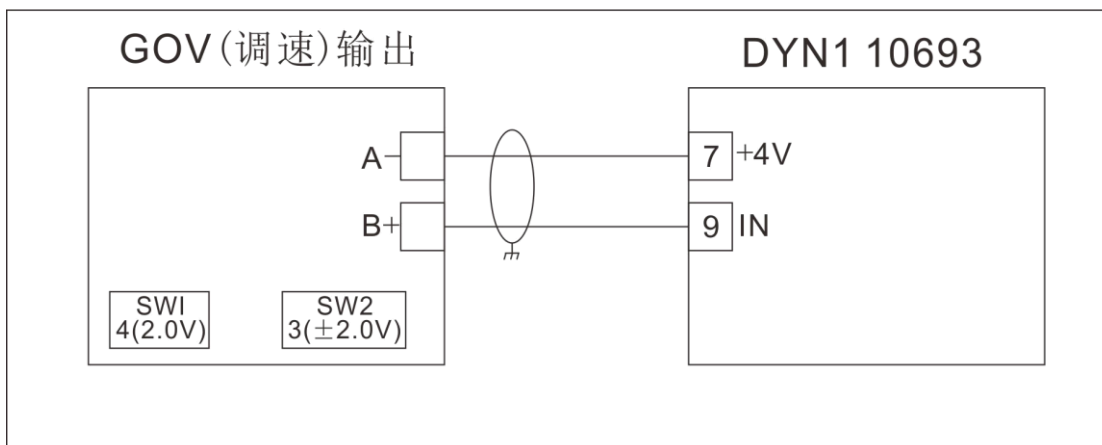 GOV(调速)输出
DYN1 10693
A-
7 +4V
B+
9 IN
SWI
4(2.0V)
SW2
3(±2.0V)